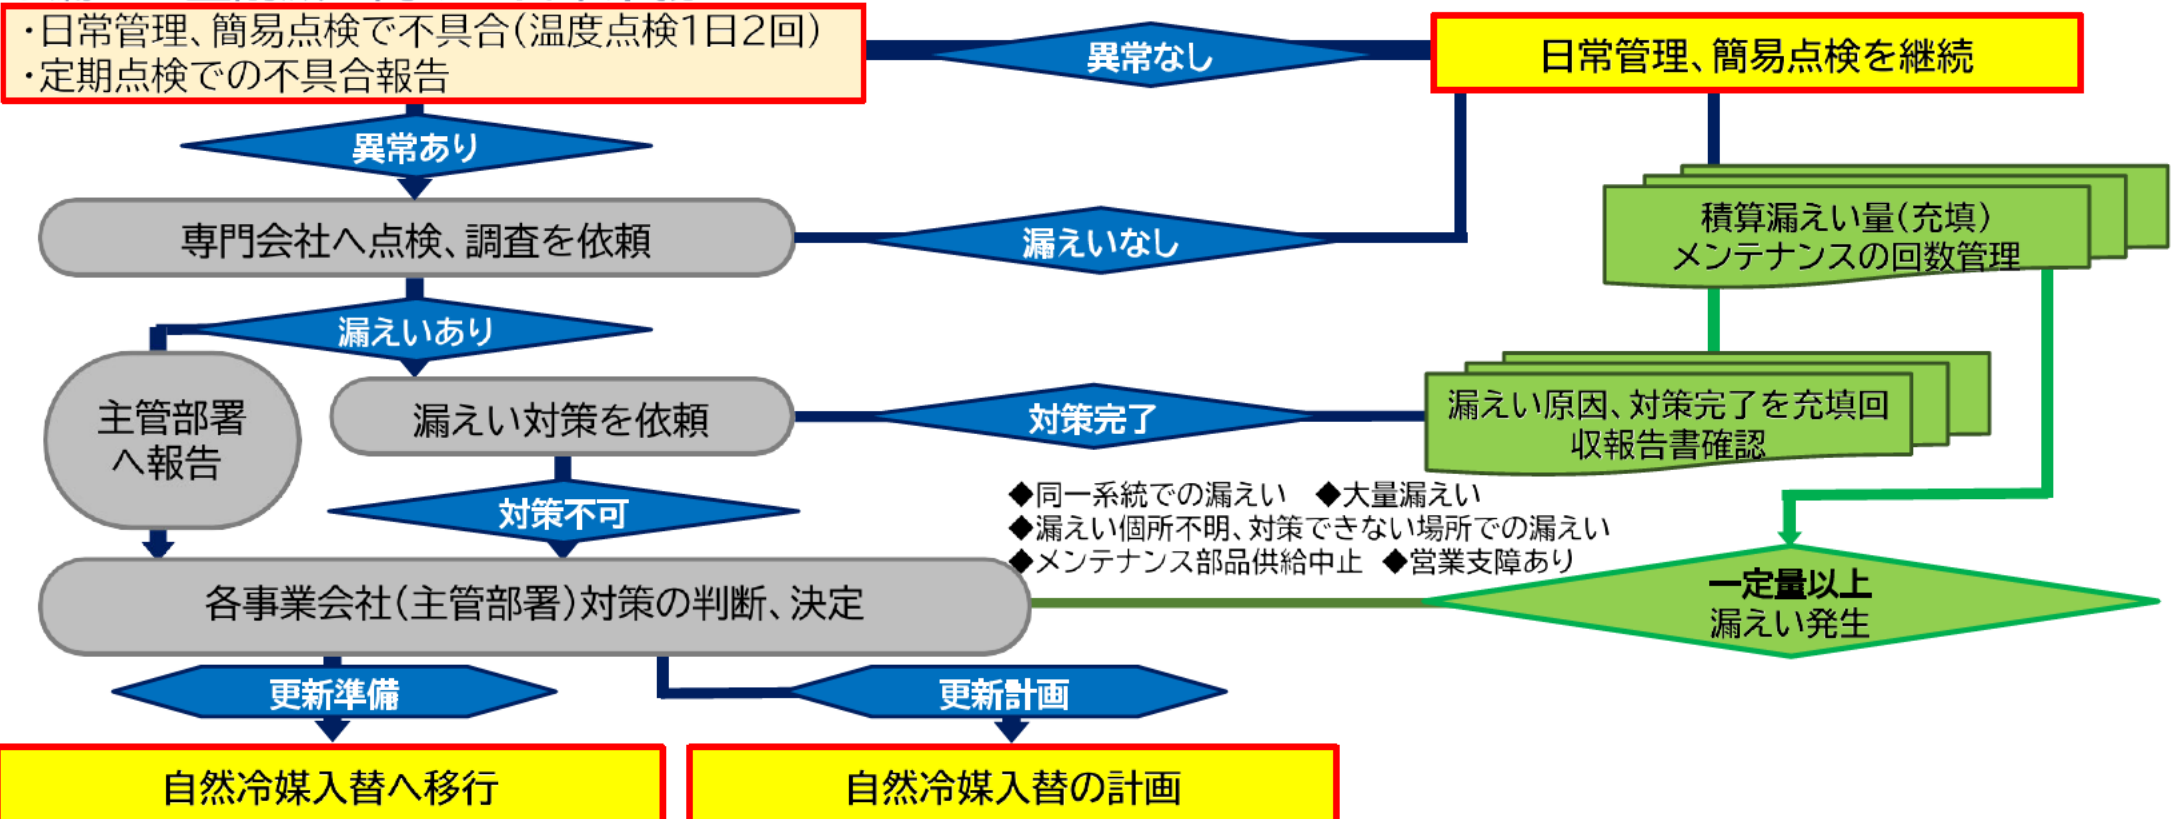 ・日常管理、簡易点検で不具合(温度点検1日2回)
・定期点検での不具合報告
異常なし
日常管理、簡易点検を継続
異常あり
専門会社へ点検、調査を依頼
漏えいなし
積算漏えい量(充填)
メンテナンスの回数管理
漏えいあり
主管部署
へ報告
漏えい対策を依頼
対策完了
漏えい原因、対策完了を充填回
収報告書確認
対策不可
◆同一系統での漏えい ◆大量漏えい
◆漏えい個所不明、対策できない場所での漏えい
◆メンテナンス部品供給中止 ◆営業支障あり
各事業会社(主管部署)対策の判断、決定
一定量以上
漏えい発生
更新準備
更新計画
自然冷媒入替へ移行
自然冷媒入替の計画